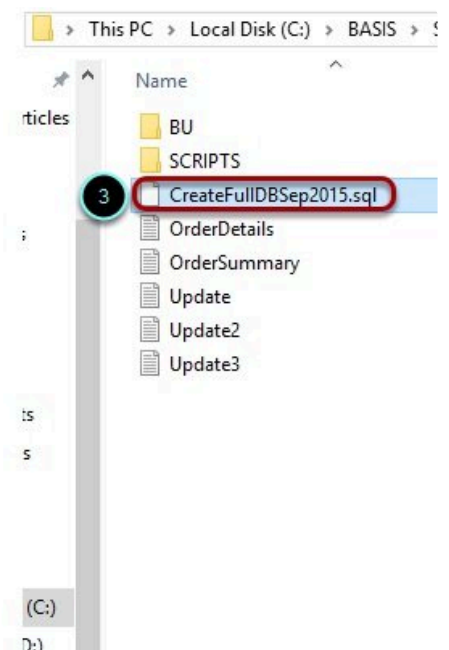 This PC > Local Disk (C:) > BASIS > S
Name
rticles
BU
SCRIPTS
3 CreateFullDBSep2015.sql
OrderDetails
OrderSummary
Update
Update2
Update3
ts
s
(C:)
D:)